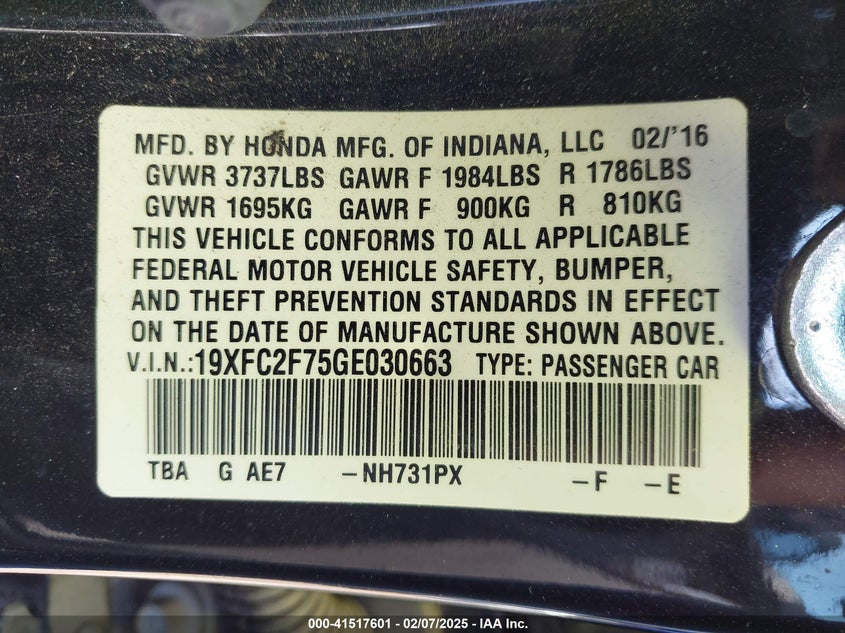 MFD. BY HONDA MFG. OF INDIANA, LLC 02/'16
GVWR 3737LBS GAWR F 1984LBS R 1786LBS
GVWR 1695KG GAWR F 900KG R 810KG
THIS VEHICLE CONFORMS TO ALL APPLICABLE
FEDERAL MOTOR VEHICLE SAFETY, BUMPER,
AND THEFT PREVENTION STANDARDS IN EFFECT
ON THE DATE OF MANUFACTURE SHOWN ABOVE.
V.I.N.:19XFC2F75GE030663 TYPE: PASSENGER CAR
TBA G AE7 –NH731PX –F –E
000-41517601 - 02/07/2025 - IAA Inc.